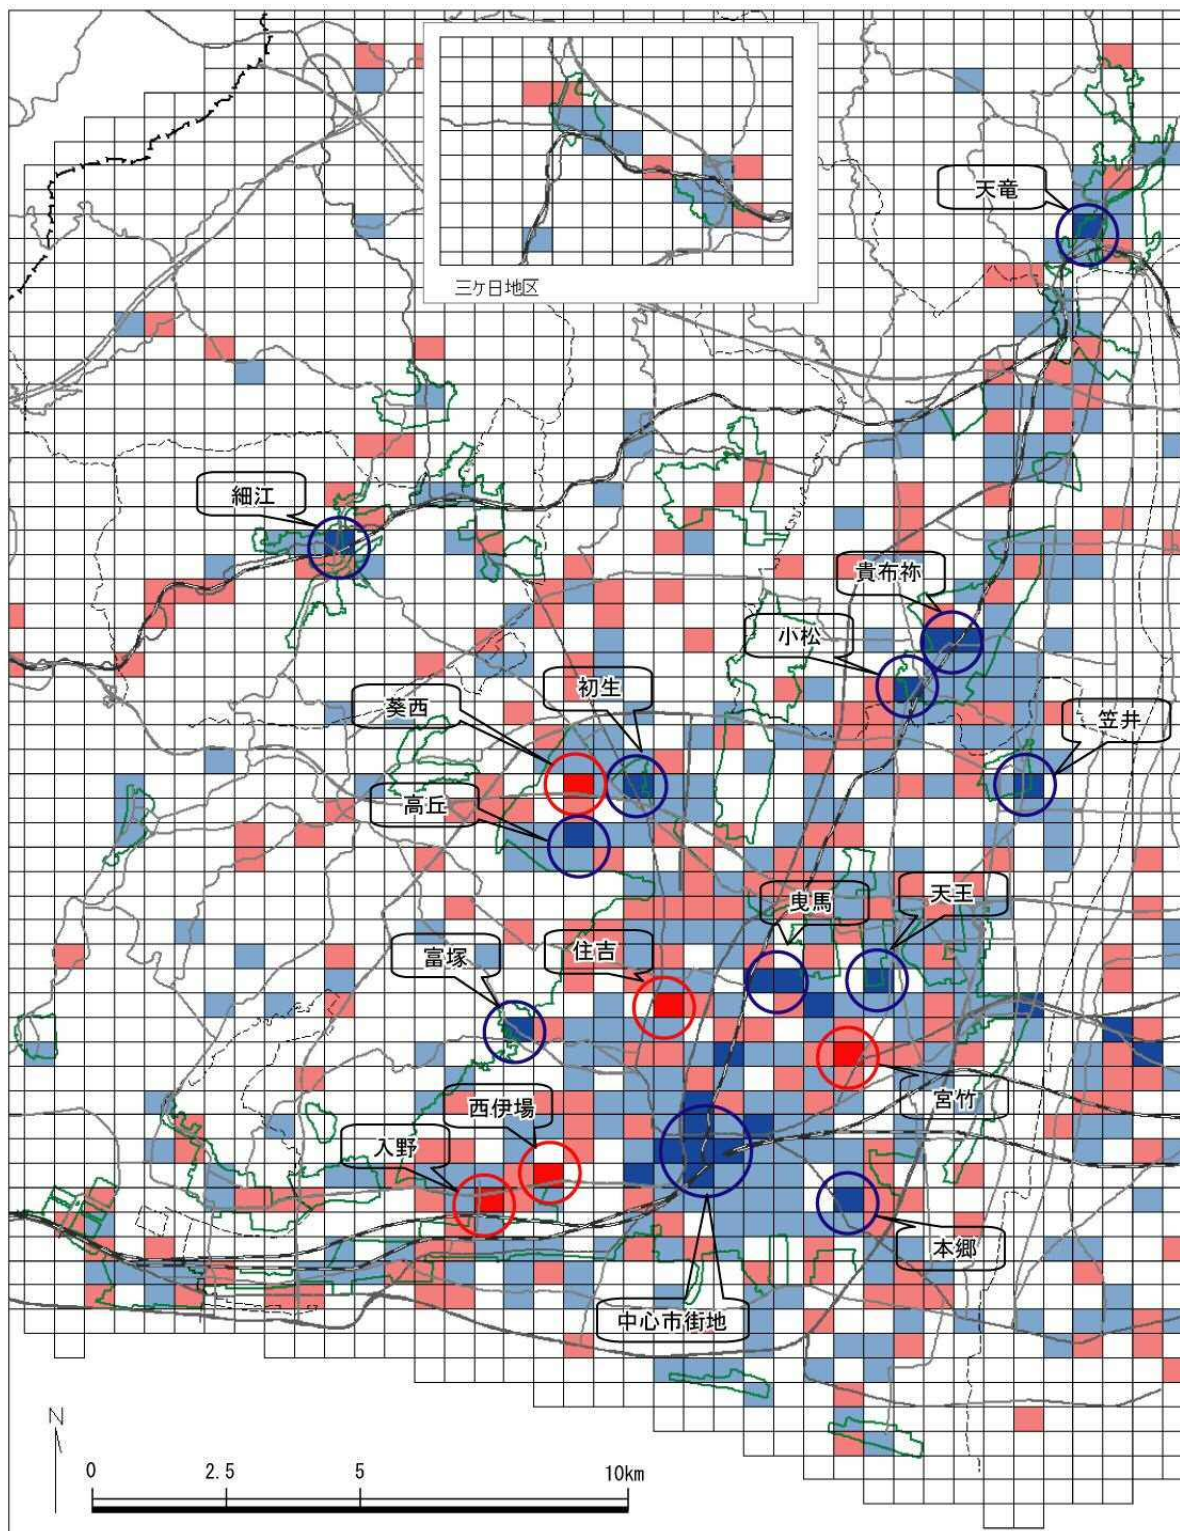 三ケ日地区
天竜
細江
貴布祢
小松
初生
葵西
笠井
高丘
曳馬
天王
住吉
富塚
西伊場
宮竹
入野
本郷
中心市街地
N
0 2.5 5 10km